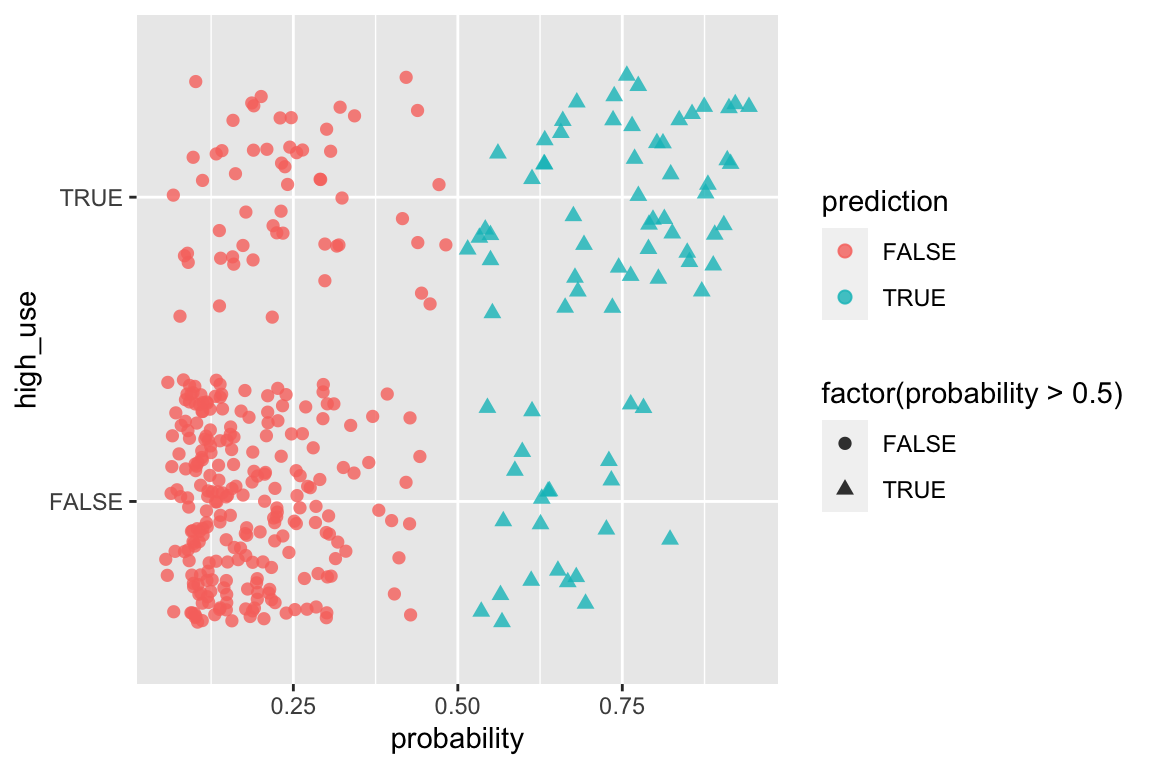 high_use
TRUE
FALSE
0.25
0.50
0.75
probability
prediction
FALSE
TRUE
factor(probability > 0.5)
FALSE
TRUE